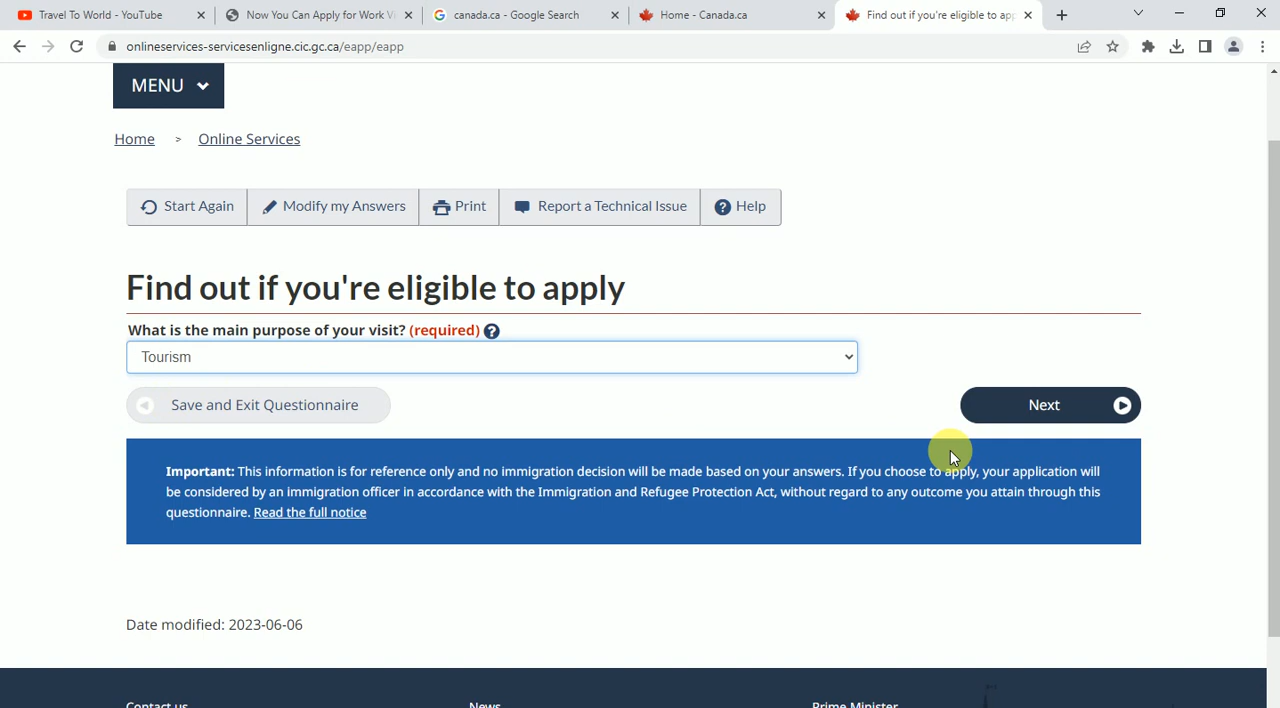 Travel To World - YouTube
Now You Can Apply for Work Vi
canada.ca - Google Search
Home - Canada.ca
Find out if you're eligible to app
onlineservices-servicesenligne.cic.gc.ca/eapp/eapp
MENU
Home > Online Services
Start Again
Modify my Answers
Print
Report a Technical Issue
Help
Find out if you're eligible to apply
What is the main purpose of your visit? (required)
Tourism
Save and Exit Questionnaire
Next
Important: This information is for reference only and no immigration decision will be made based on your answers. If you choose to apply, your application will
be considered by an immigration officer in accordance with the Immigration and Refugee Protection Act, without regard to any outcome you attain through this
questionnaire. Read the full notice
Date modified: 2023-06-06
Contact us
News
Prime Minister